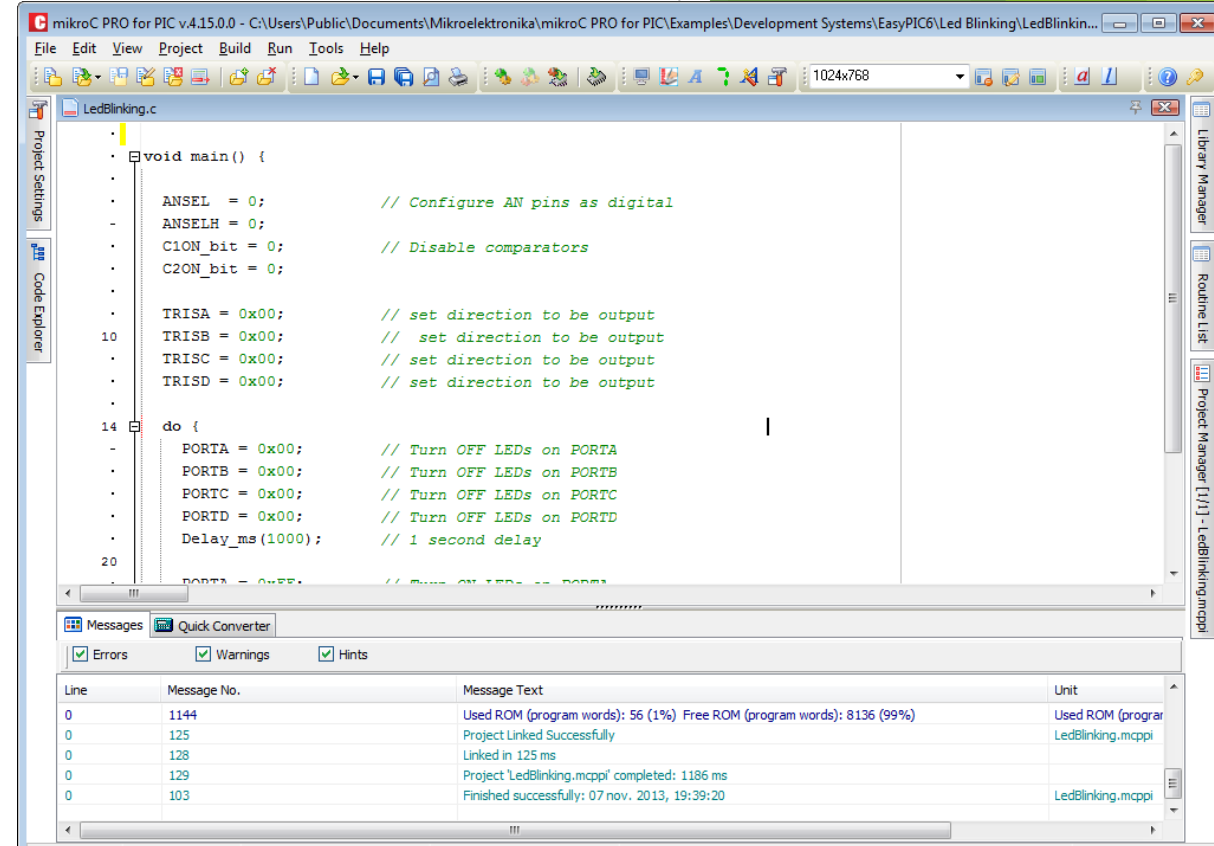 mikroC PRO for PIC v.4.15.0.0 - C:\Users\Public\Documents\Mikroelektronika\mikroC PRO for PIC\Examples\Development Systems\EasyPIC6\Led Blinking\LedBlinkin...
File Edit View Project Build Run Tools Help
1024x768
LedBlinking.c
Project Settings
Code Explorer
void main() {
ANSEL  = 0;             // Configure AN pins as digital
ANSELH = 0;
C1ON_bit = 0;           // Disable comparators
C2ON_bit = 0;
TRISA = 0x00;           // set direction to be output
10 TRISB = 0x00;           //  set direction to be output
TRISC = 0x00;           // set direction to be output
TRISD = 0x00;           // set direction to be output
14 do {
PORTA = 0x00;         // Turn OFF LEDs on PORTA
PORTB = 0x00;         // Turn OFF LEDs on PORTB
PORTC = 0x00;         // Turn OFF LEDs on PORTC
PORTD = 0x00;         // Turn OFF LEDs on PORTD
Delay_ms(1000);       // 1 second delay
20
PORTA = 0xFF;         // Turn ON LEDs on PORTA
Library Manager
Routine List
Project Manager [1/1] - LedBlinking.mcppi
Messages Quick Converter
Errors Warnings Hints
Line Message No. Message Text Unit
0 1144 Used ROM (program words): 56 (1%)  Free ROM (program words): 8136 (99%) Used ROM (prograr
0 125 Project Linked Successfully LedBlinking.mcppi
0 128 Linked in 125 ms
0 129 Project 'LedBlinking.mcppi' completed: 1186 ms
0 103 Finished successfully: 07 nov. 2013, 19:39:20 LedBlinking.mcppi